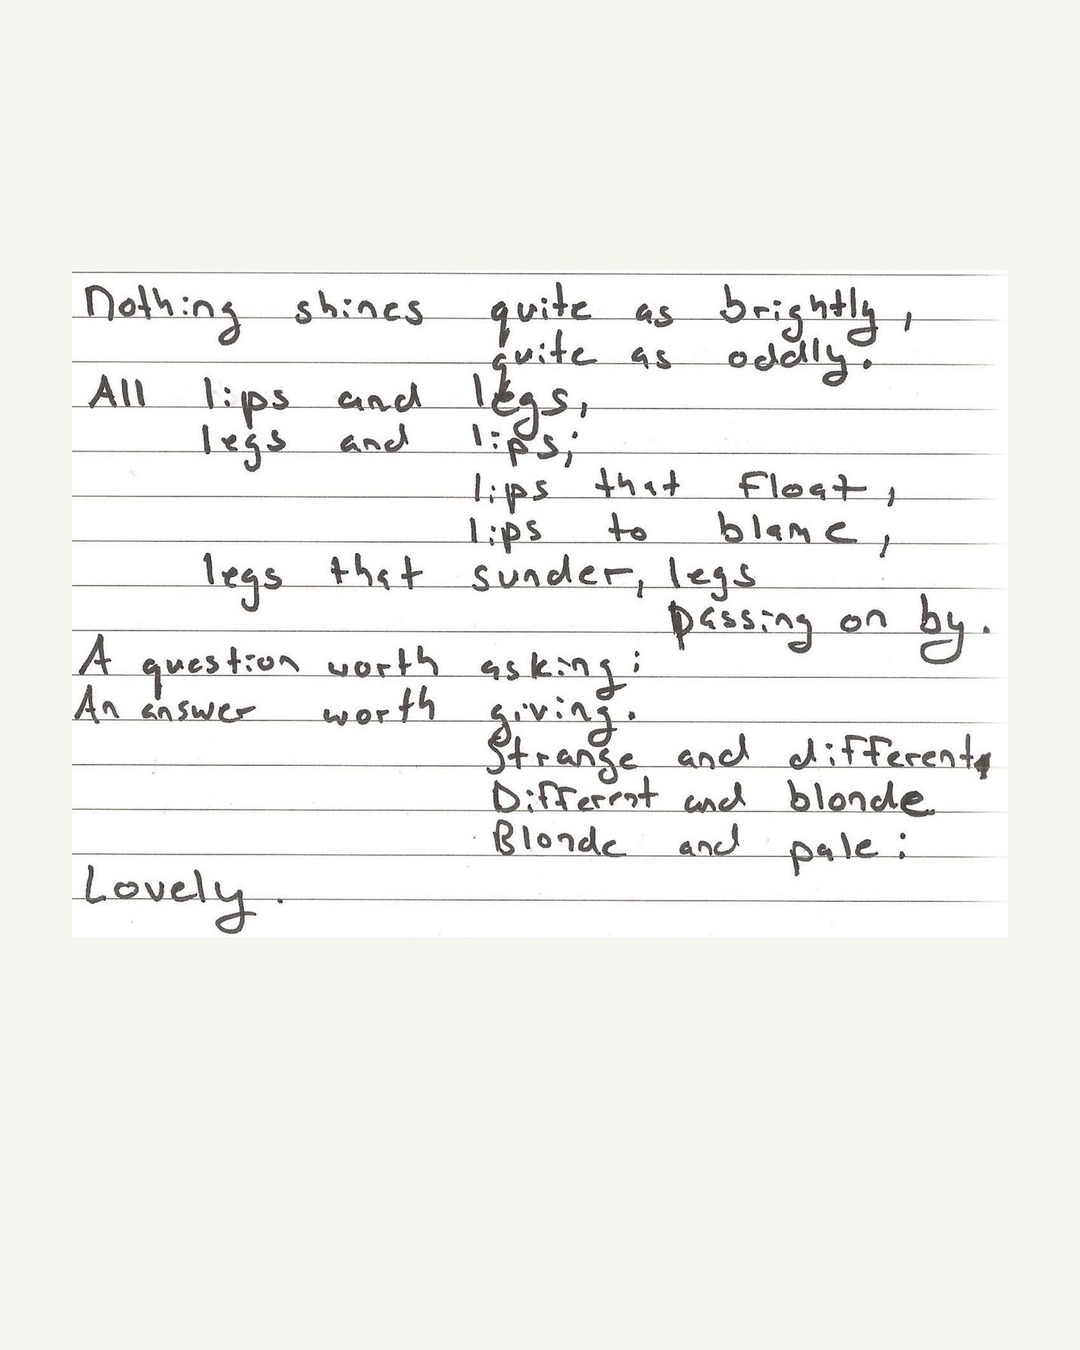 Nothing shines quite as brightly,
quite as oddly.
All lips and legs,
legs and lips;
lips that float,
lips to blame,
legs that sunder, legs
passing on by.
A question worth asking;
An answer worth giving.
Strange and different,
Different and blonde
Blonde and pale:
Lovely.